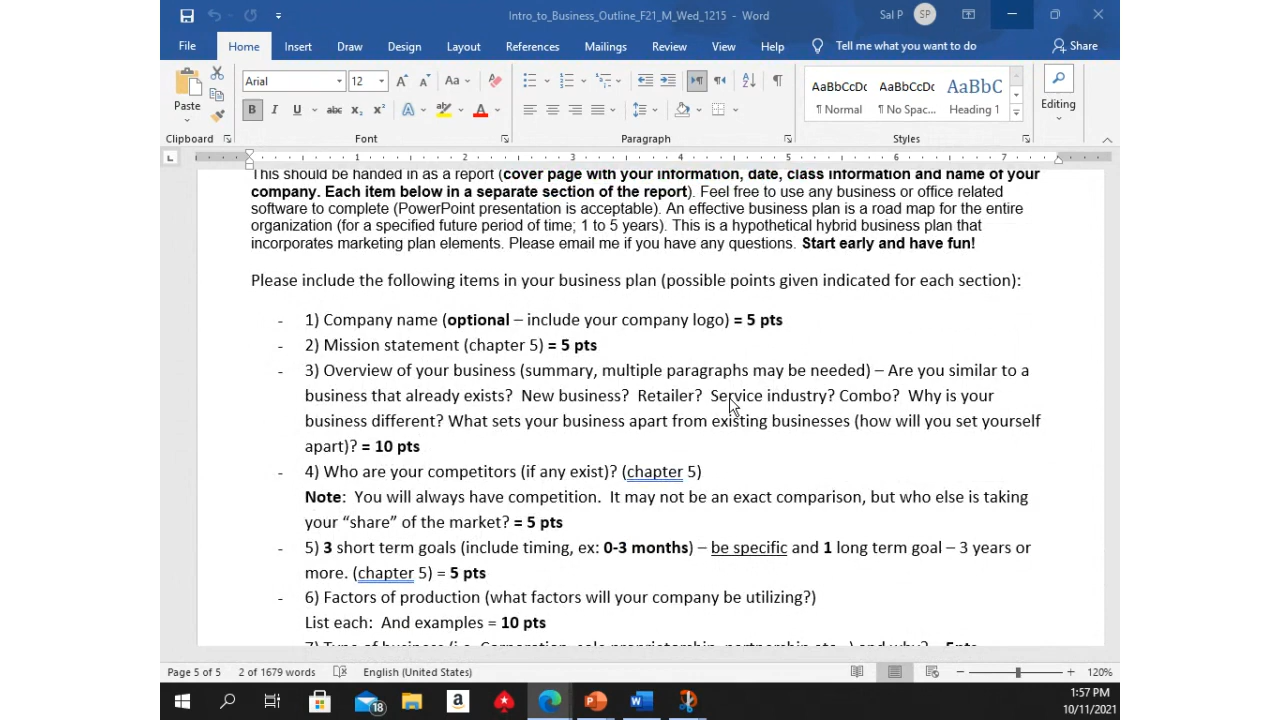 Intro_to_Business_Outline_F21_M_Wed_1215 - Word
Sal P
SP
File Home Insert Draw Design Layout References Mailings Review View Help Tell me what you want to do Share
Arial 12
Paste
Editing
AaBbCcDc AaBbCcDc AaBbC
¶ Normal ¶ No Spac... Heading 1
Clipboard Font Paragraph Styles
1 2 3 4 5 6 7
This should be handed in as a report (cover page with your information, date, class information and name of your
company. Each item below in a separate section of the report). Feel free to use any business or office related
software to complete (PowerPoint presentation is acceptable). An effective business plan is a road map for the entire
organization (for a specified future period of time; 1 to 5 years). This is a hypothetical hybrid business plan that
incorporates marketing plan elements. Please email me if you have any questions. Start early and have fun!
Please include the following items in your business plan (possible points given indicated for each section):
- 1) Company name (optional – include your company logo) = 5 pts
- 2) Mission statement (chapter 5) = 5 pts
- 3) Overview of your business (summary, multiple paragraphs may be needed) – Are you similar to a
business that already exists? New business? Retailer? Service industry? Combo? Why is your
business different? What sets your business apart from existing businesses (how will you set yourself
apart)? = 10 pts
- 4) Who are your competitors (if any exist)? (chapter 5)
Note: You will always have competition. It may not be an exact comparison, but who else is taking
your “share” of the market? = 5 pts
- 5) 3 short term goals (include timing, ex: 0-3 months) – be specific and 1 long term goal – 3 years or
more. (chapter 5) = 5 pts
- 6) Factors of production (what factors will your company be utilizing?)
List each: And examples = 10 pts
Page 5 of 5 2 of 1679 words English (United States) 120%
18
1:57 PM
10/11/2021